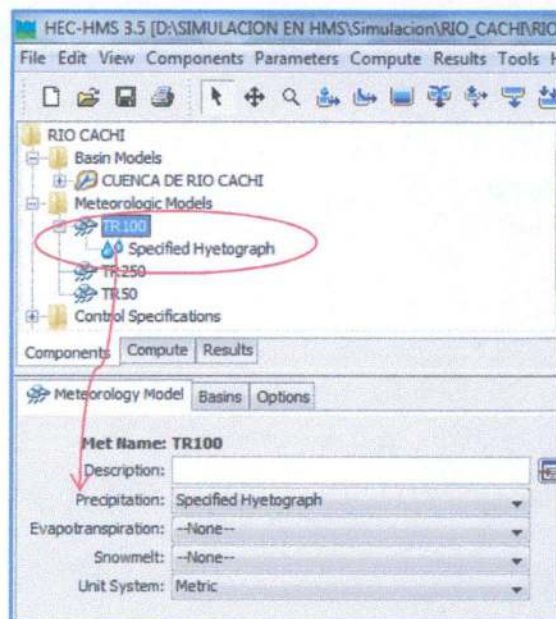 HEC-HMS 3.5 [D:\SIMULACION EN HMS\Simulacion\RIO_CACHI\RIO
File Edit View Components Parameters Compute Results Tools H
RIO CACHI
Basin Models
CUENCA DE RIO CACHI
Meteorologic Models
TR100
Specified Hyetograph
TR250
TR50
Control Specifications
Components Compute Results
Meteorology Model Basins Options
Met Name: TR100
Description:
Precipitation: Specified Hyetograph
Evapotranspiration: --None--
Snowmelt: --None--
Unit System: Metric